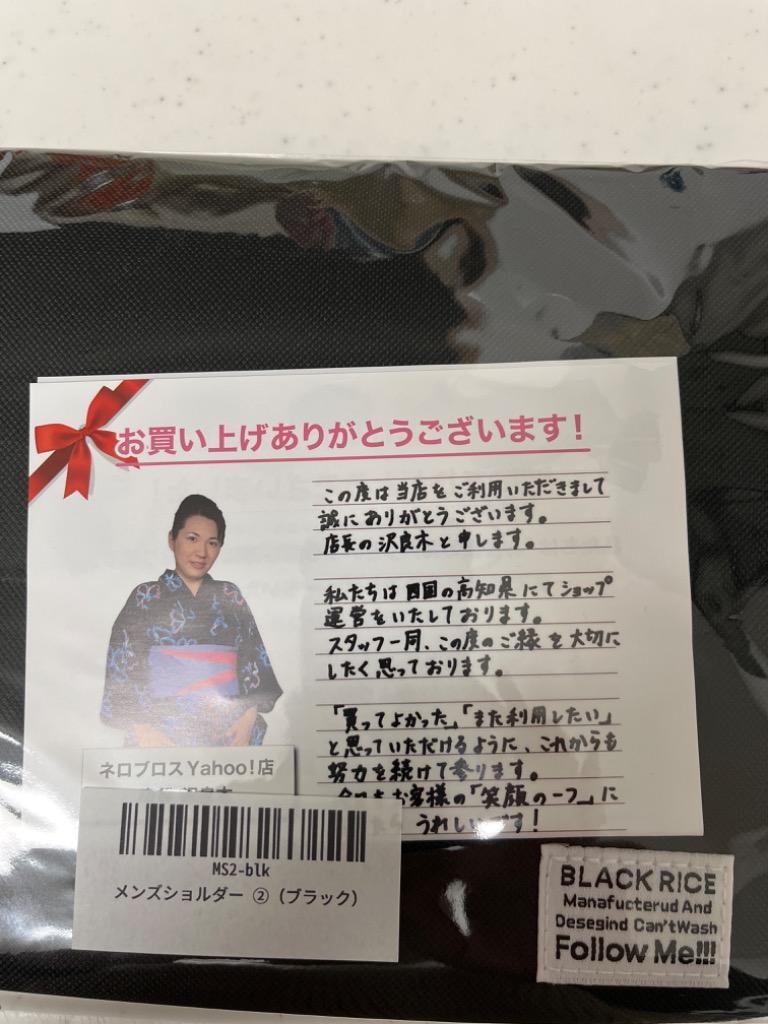 お買い上げありがとうございます!
この度は当店をご利用いただきまして
誠にありがとうございます。
店長の沢良木と申します。
私たちは四国の高知県にてショップ
運営をいたしております。
スタッフ一同、この度のご縁を大切に
したく思っております。
「買ってよかった」「また利用したい」
と思っていただけるように、これからも
努力を続けて参ります。
お客様の「笑顔の一つ」に
うれしいです!
ネロブロスYahoo!店
MS2-blk
メンズショルダー ②(ブラック)
BLACK RICE
Manafucterud And
Desegind Can'tWash
Follow Me!!!